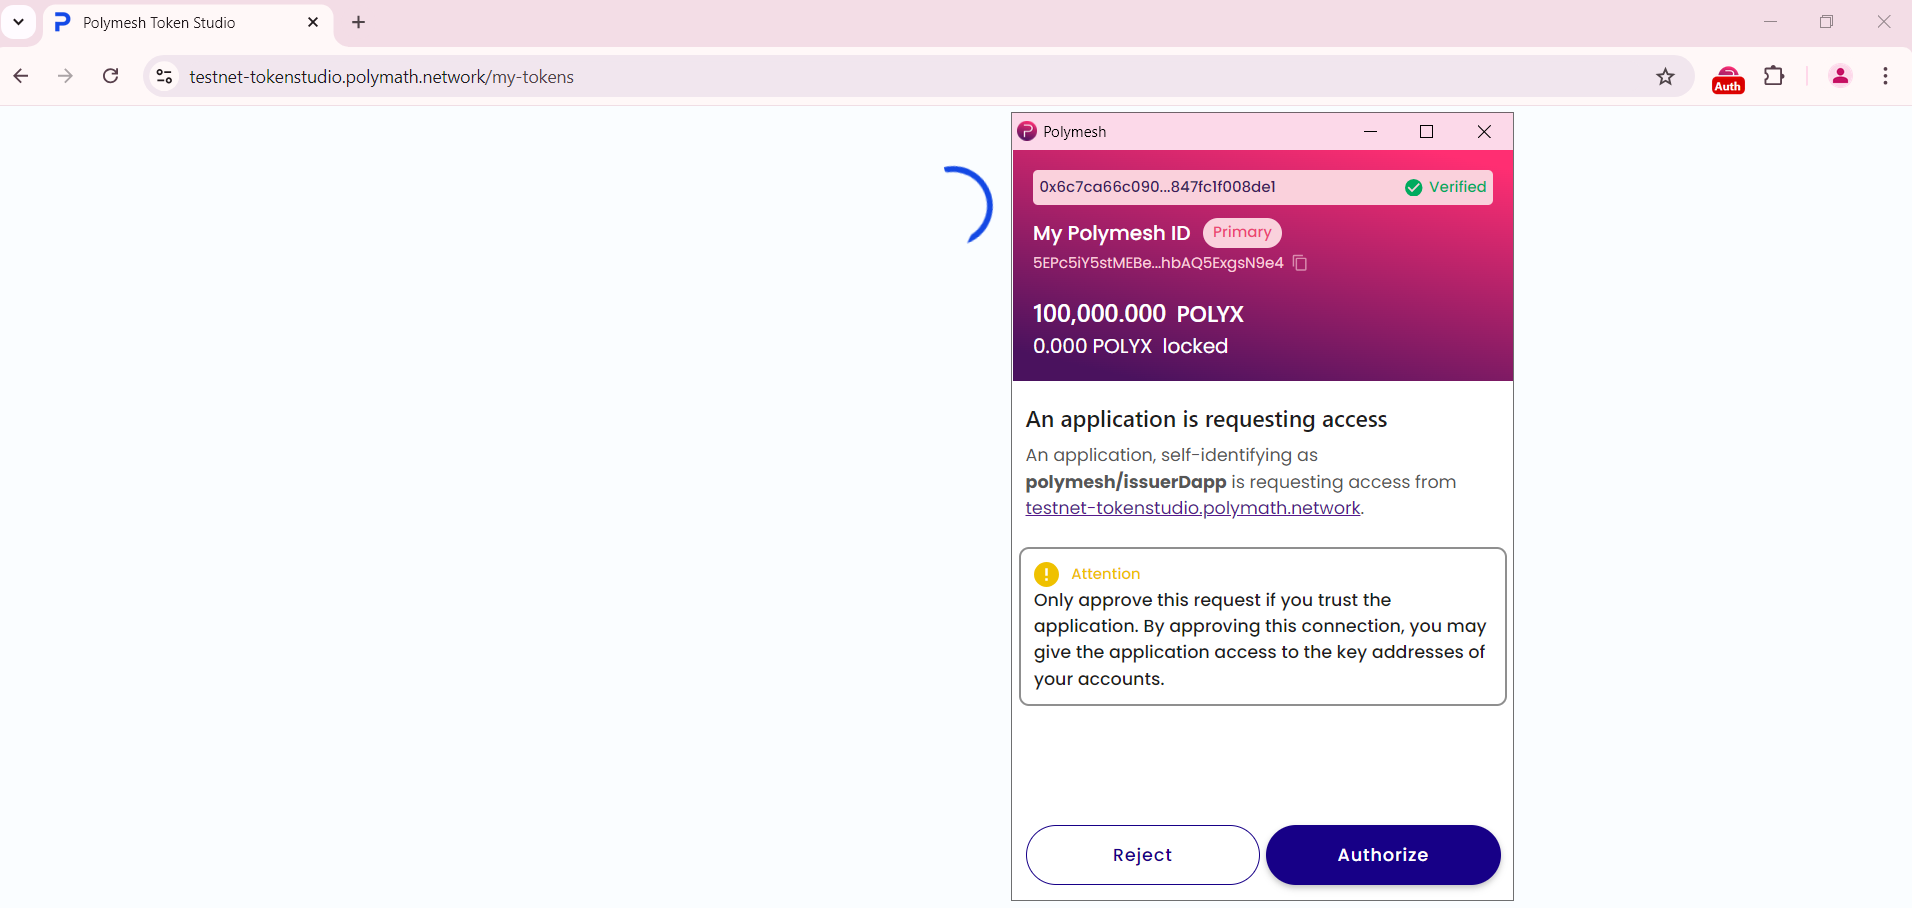 Polymesh Token Studio
testnet-tokenstudio.polymath.network/my-tokens
Auth
Polymesh
0x6c7ca66c090...847fc1f008de1
Verified
My Polymesh ID
Primary
5EPc5iY5stMEBe...hbAQ5ExgsN9e4
100,000.000 POLYX
0.000 POLYX locked
An application is requesting access
An application, self-identifying as
polymesh/issuerDapp is requesting access from
testnet-tokenstudio.polymath.network.
Attention
Only approve this request if you trust the
application. By approving this connection, you may
give the application access to the key addresses of
your accounts.
Reject
Authorize